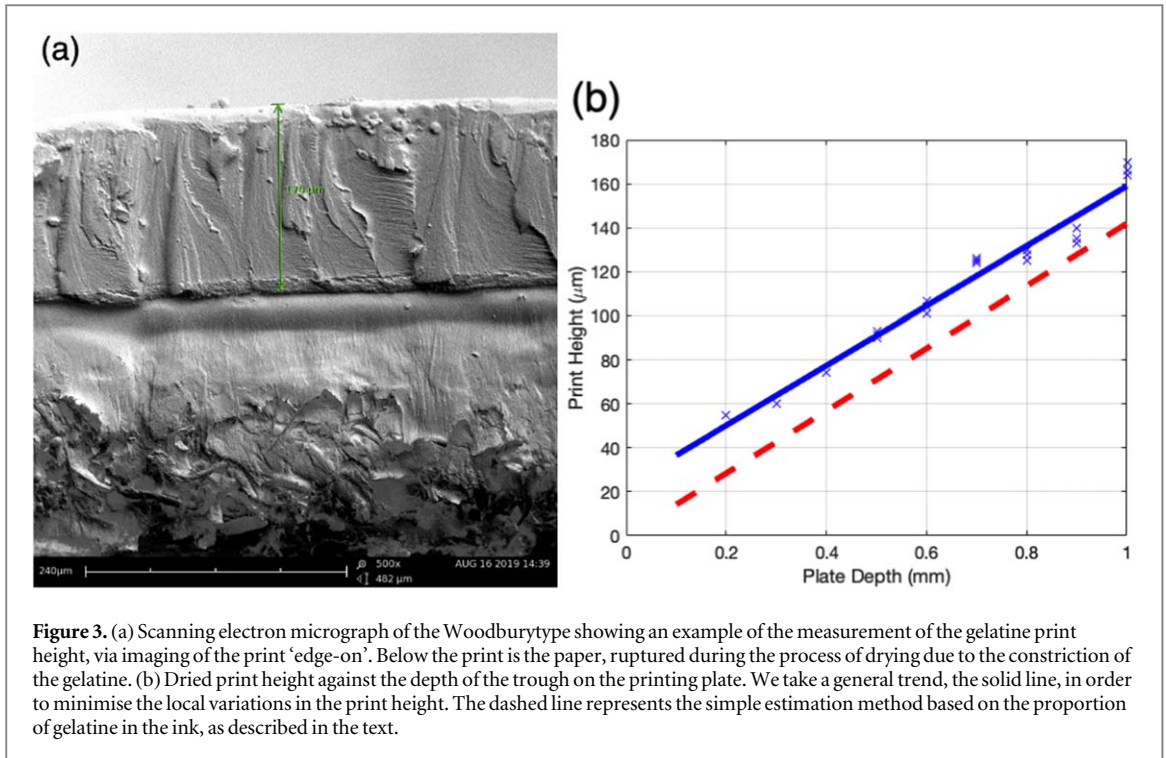 (a)
170 μm
240μm
500x
482 μm
AUG 16 2019 14:39
(b)
180
160
140
120
100
80
60
40
20
0
Print Height (μm)
0
0.2
0.4
0.6
0.8
1
Plate Depth (mm)
Figure 3. (a) Scanning electron micrograph of the Woodburytype showing an example of the measurement of the gelatine print
height, via imaging of the print ‘edge-on’. Below the print is the paper, ruptured during the process of drying due to the constriction of
the gelatine. (b) Dried print height against the depth of the trough on the printing plate. We take a general trend, the solid line, in order
to minimise the local variations in the print height. The dashed line represents the simple estimation method based on the proportion
of gelatine in the ink, as described in the text.